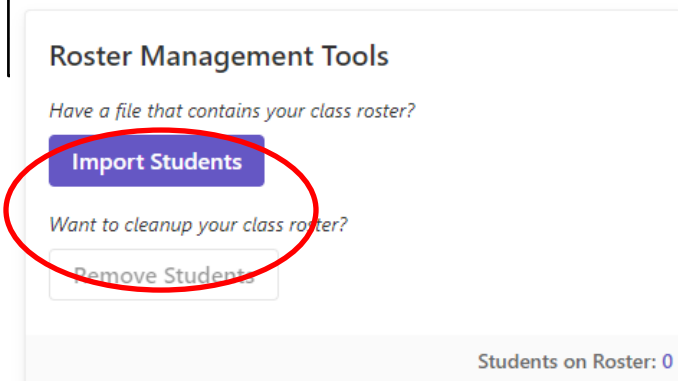 Roster Management Tools
Have a file that contains your class roster?
Import Students
Want to cleanup your class roster?
Remove Students
Students on Roster: 0